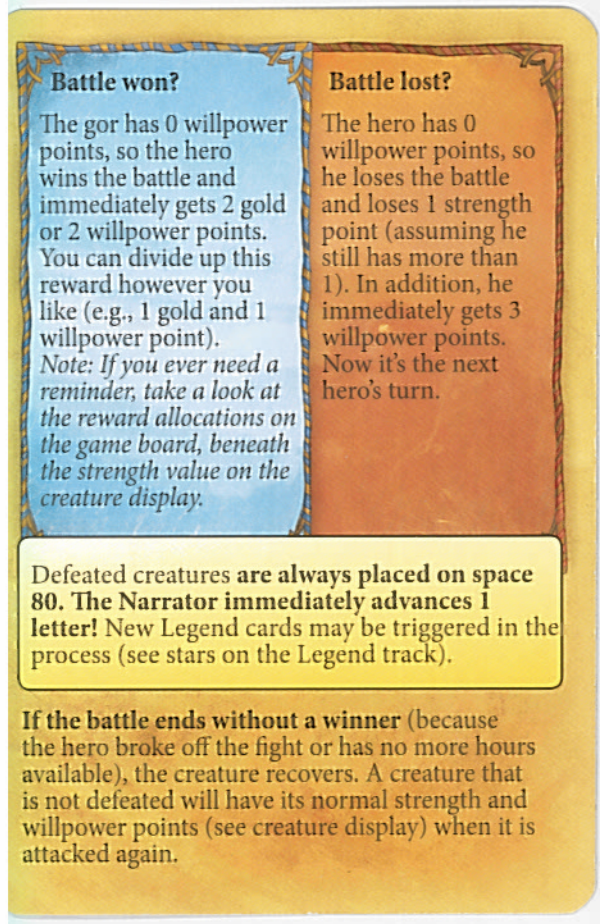 Battle won?
The gor has 0 willpower
points, so the hero
wins the battle and
immediately gets 2 gold
or 2 willpower points.
You can divide up this
reward however you
like (e.g., 1 gold and 1
willpower point).
Note: If you ever need a
reminder, take a look at
the reward allocations on
the game board, beneath
the strength value on the
creature display.
Battle lost?
The hero has 0
willpower points, so
he loses the battle
and loses 1 strength
point (assuming he
still has more than
1). In addition, he
immediately gets 3
willpower points.
Now it's the next
hero's turn.
Defeated creatures are always placed on space
80. The Narrator immediately advances 1
letter! New Legend cards may be triggered in the
process (see stars on the Legend track).
If the battle ends without a winner (because
the hero broke off the fight or has no more hours
available), the creature recovers. A creature that
is not defeated will have its normal strength and
willpower points (see creature display) when it is
attacked again.